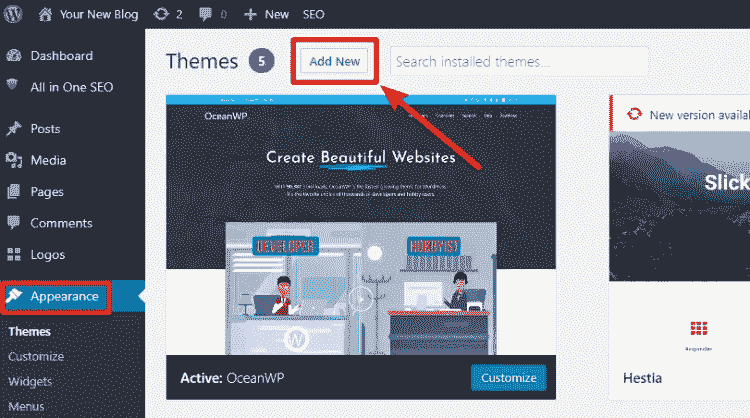 Your New Blog 2 0 + New SEO
Dashboard
All in One SEO
Posts
Media
Pages
Comments
Logos
Appearance
Themes
Customize
Widgets
Menus
Themes 5 Add New Search installed themes...
OceanWP
Create Beautiful Websites
DEVELOPER HOBBYIST
Active: OceanWP Customize
New version availa
Slick
Hestia